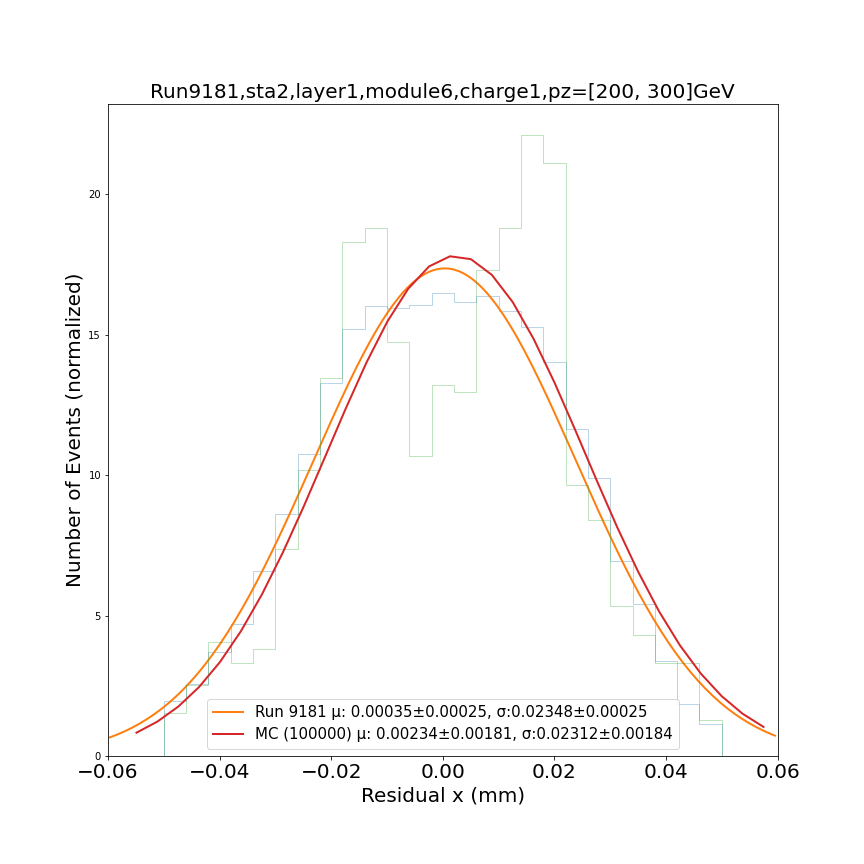 Run9181,sta2,layer1,module6,charge1,pz=[200, 300]GeV
Number of Events (normalized)
20
15
10
5
0
Run 9181 μ: 0.00035±0.00025, σ:0.02348±0.00025
MC (100000) μ: 0.00234±0.00181, σ:0.02312±0.00184
−0.06 −0.04 −0.02 0.00 0.02 0.04 0.06
Residual x (mm)